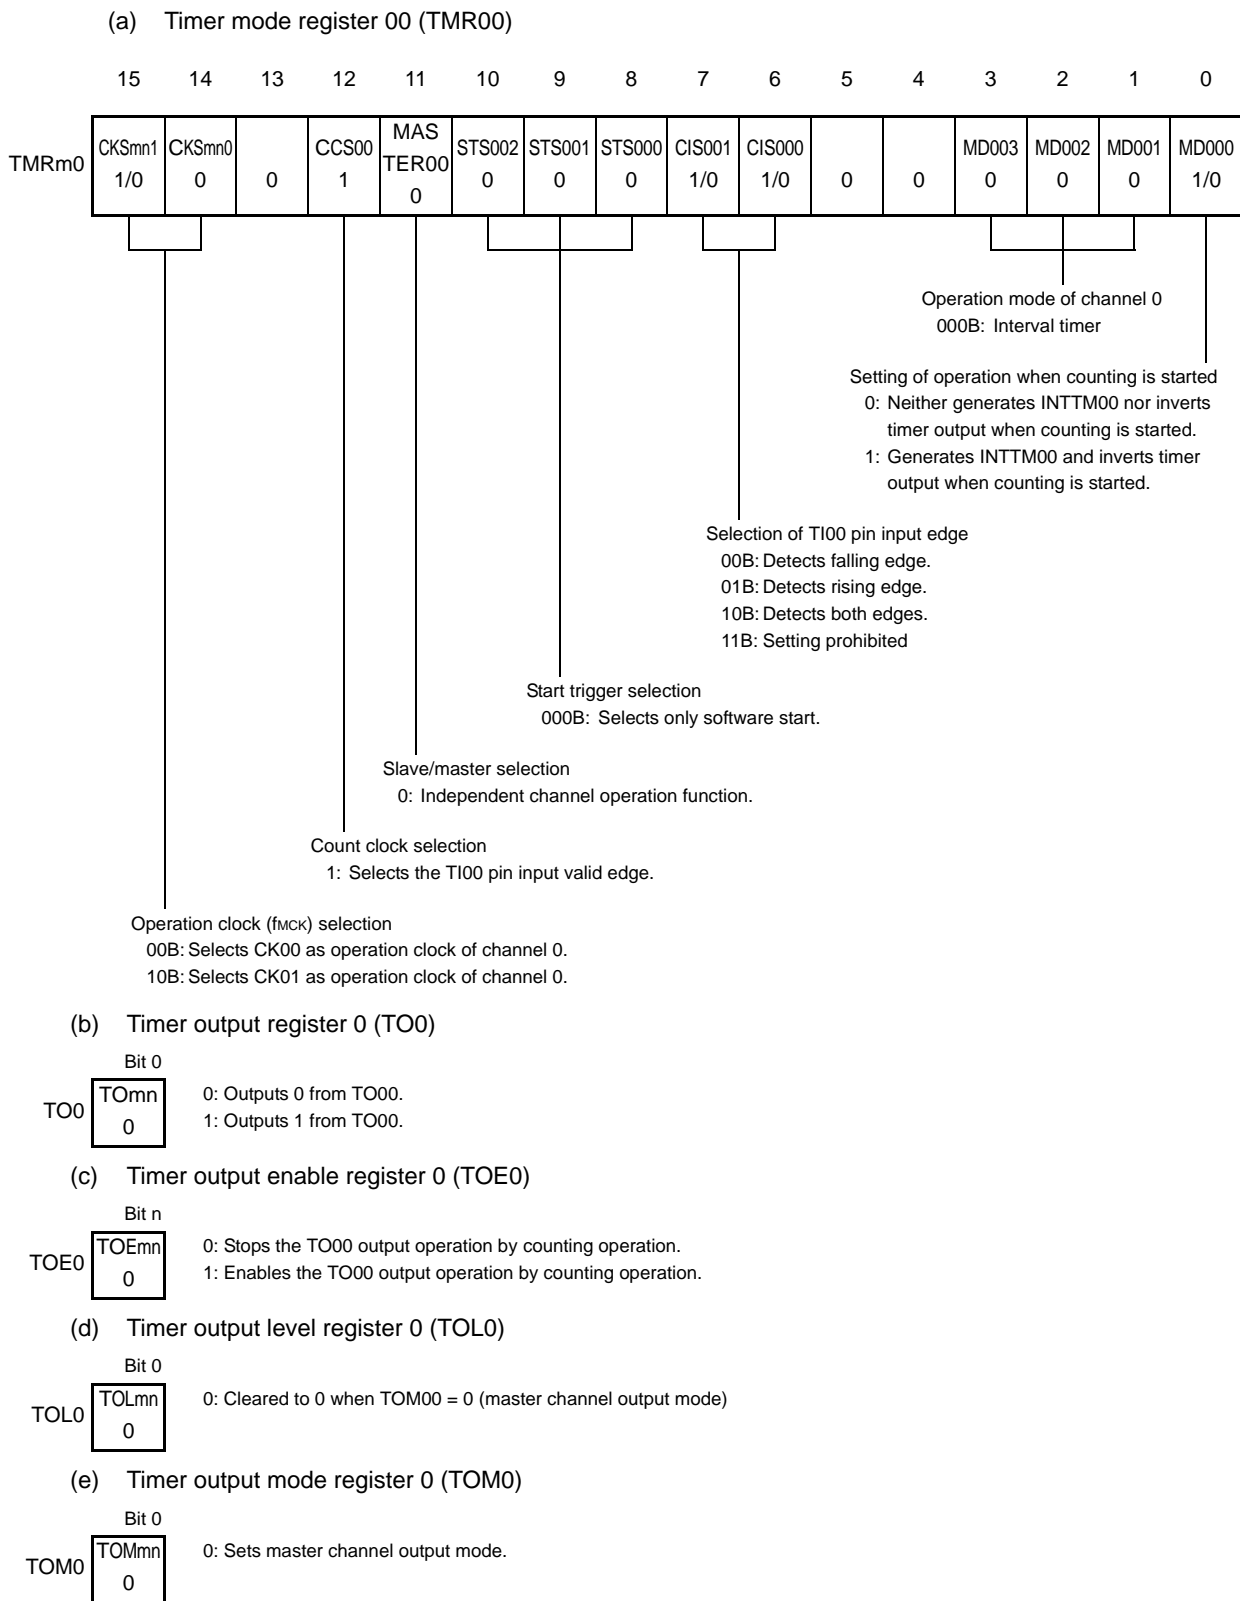 (a) Timer mode register 00 (TMR00)
15 14 13 12 11 10 9 8 7 6 5 4 3 2 1 0
TMRm0
CKSmn1 CKSmn0 CCS00 MAS TER00 STS002 STS001 STS000 CIS001 CIS000 MD003 MD002 MD001 MD000
1/0 0 0 1 0 0 0 0 1/0 1/0 0 0 0 0 0 1/0
Operation mode of channel 0
000B: Interval timer
Setting of operation when counting is started
0: Neither generates INTTM00 nor inverts
timer output when counting is started.
1: Generates INTTM00 and inverts timer
output when counting is started.
Selection of TI00 pin input edge
00B: Detects falling edge.
01B: Detects rising edge.
10B: Detects both edges.
11B: Setting prohibited
Start trigger selection
000B: Selects only software start.
Slave/master selection
0: Independent channel operation function.
Count clock selection
1: Selects the TI00 pin input valid edge.
Operation clock (fMCK) selection
00B: Selects CK00 as operation clock of channel 0.
10B: Selects CK01 as operation clock of channel 0.
(b) Timer output register 0 (TO0)
Bit 0
TO0
TOmn
0
0: Outputs 0 from TO00.
1: Outputs 1 from TO00.
(c) Timer output enable register 0 (TOE0)
Bit n
TOE0
TOEmn
0
0: Stops the TO00 output operation by counting operation.
1: Enables the TO00 output operation by counting operation.
(d) Timer output level register 0 (TOL0)
Bit 0
TOL0
TOLmn
0
0: Cleared to 0 when TOM00 = 0 (master channel output mode)
(e) Timer output mode register 0 (TOM0)
Bit 0
TOM0
TOMmn
0
0: Sets master channel output mode.